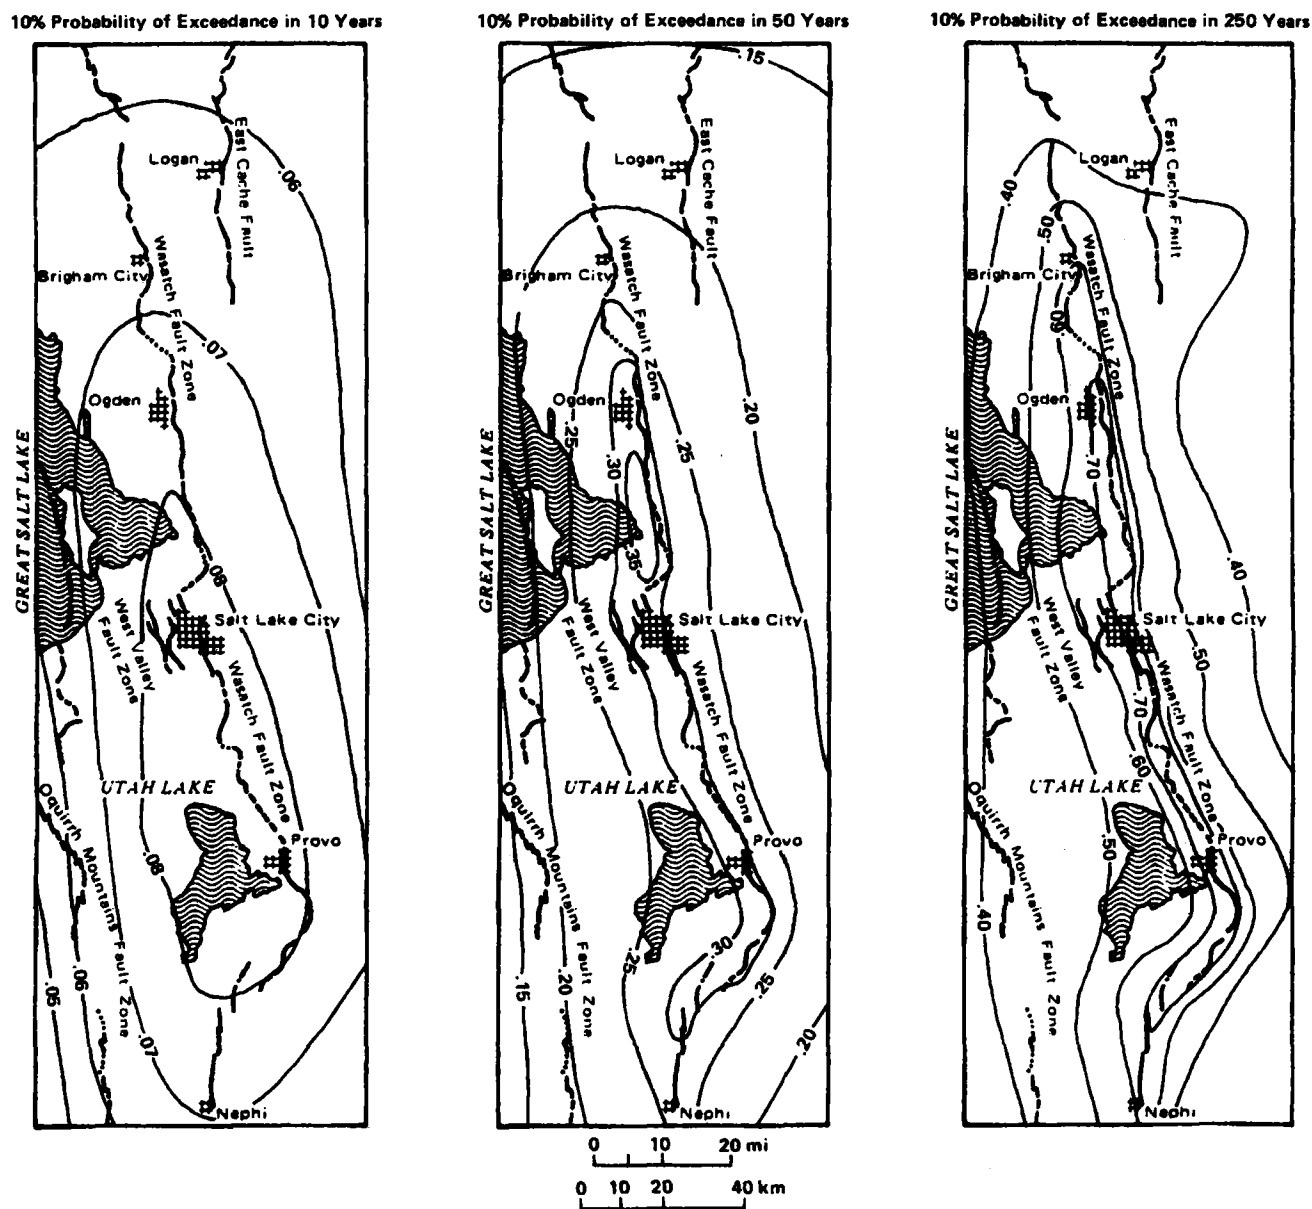 10% Probability of Exceedance in 10 Years
.06
Logan
East Cache Fault
Brigham City
Wasatch Fault Zone
.07
Ogden
GREAT SALT LAKE
.08
West Valley
Fault Zone
Salt Lake City
Wasatch Fault Zone
UTAH LAKE
Oquirrh Mountains Fault Zone
Provo
.08
.05
.06
.07
Nephi
10% Probability of Exceedance in 50 Years
.15
Logan
East Cache Fault
Brigham City
Wasatch Fault Zone
.20
Ogden
.25
.25
.30
GREAT SALT LAKE
.35
West Valley
Fault Zone
Salt Lake City
Wasatch Fault Zone
UTAH LAKE
Oquirrh Mountains Fault Zone
Provo
.30
.25
.15
.20
.25
.20
Nephi
0 10 20 mi
0 10 20 40 km
10% Probability of Exceedance in 250 Years
.40
Logan
East Cache Fault
.50
Brigham City
Wasatch Fault Zone
.60
Ogden
.70
GREAT SALT LAKE
.40
West Valley
Fault Zone
Salt Lake City
.50
Wasatch Fault Zone
.70
.60
UTAH LAKE
Oquirrh Mountains Fault Zone
Provo
.50
.40
Nephi